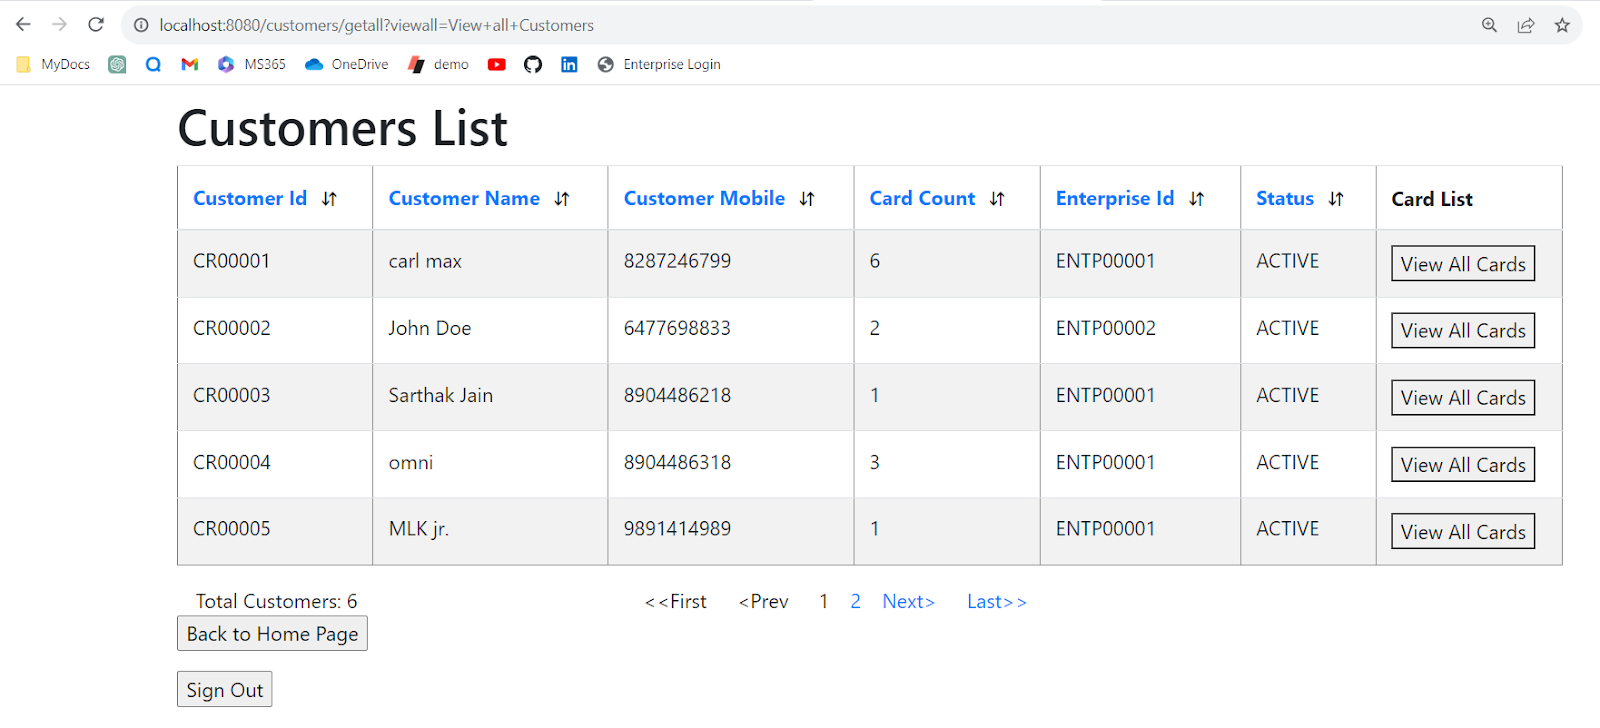 localhost:8080/customers/getall?viewall=View+all+Customers
MyDocs MS365 OneDrive demo Enterprise Login
Customers List
Customer Id Customer Name Customer Mobile Card Count Enterprise Id Status Card List
CR00001 carl max 8287246799 6 ENTP00001 ACTIVE View All Cards
CR00002 John Doe 6477698833 2 ENTP00002 ACTIVE View All Cards
CR00003 Sarthak Jain 8904486218 1 ENTP00001 ACTIVE View All Cards
CR00004 omni 8904486318 3 ENTP00001 ACTIVE View All Cards
CR00005 MLK jr. 9891414989 1 ENTP00001 ACTIVE View All Cards
Total Customers: 6 <<First <Prev 1 2 Next> Last>>
Back to Home Page
Sign Out